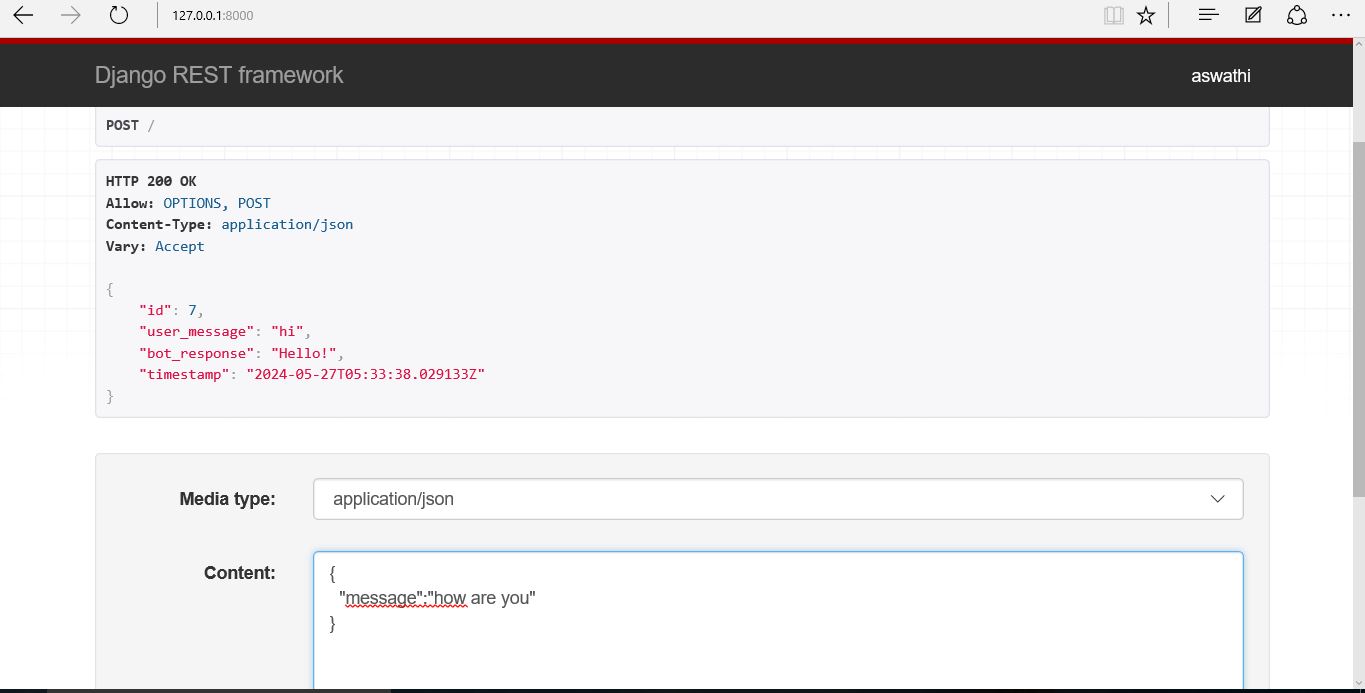 127.0.0.1:8000
Django REST framework
aswathi
POST /
HTTP 200 OK
Allow: OPTIONS, POST
Content-Type: application/json
Vary: Accept
{
"id": 7,
"user_message": "hi",
"bot_response": "Hello!",
"timestamp": "2024-05-27T05:33:38.029133Z"
}
Media type:
application/json
Content:
{
"message":"how are you"
}